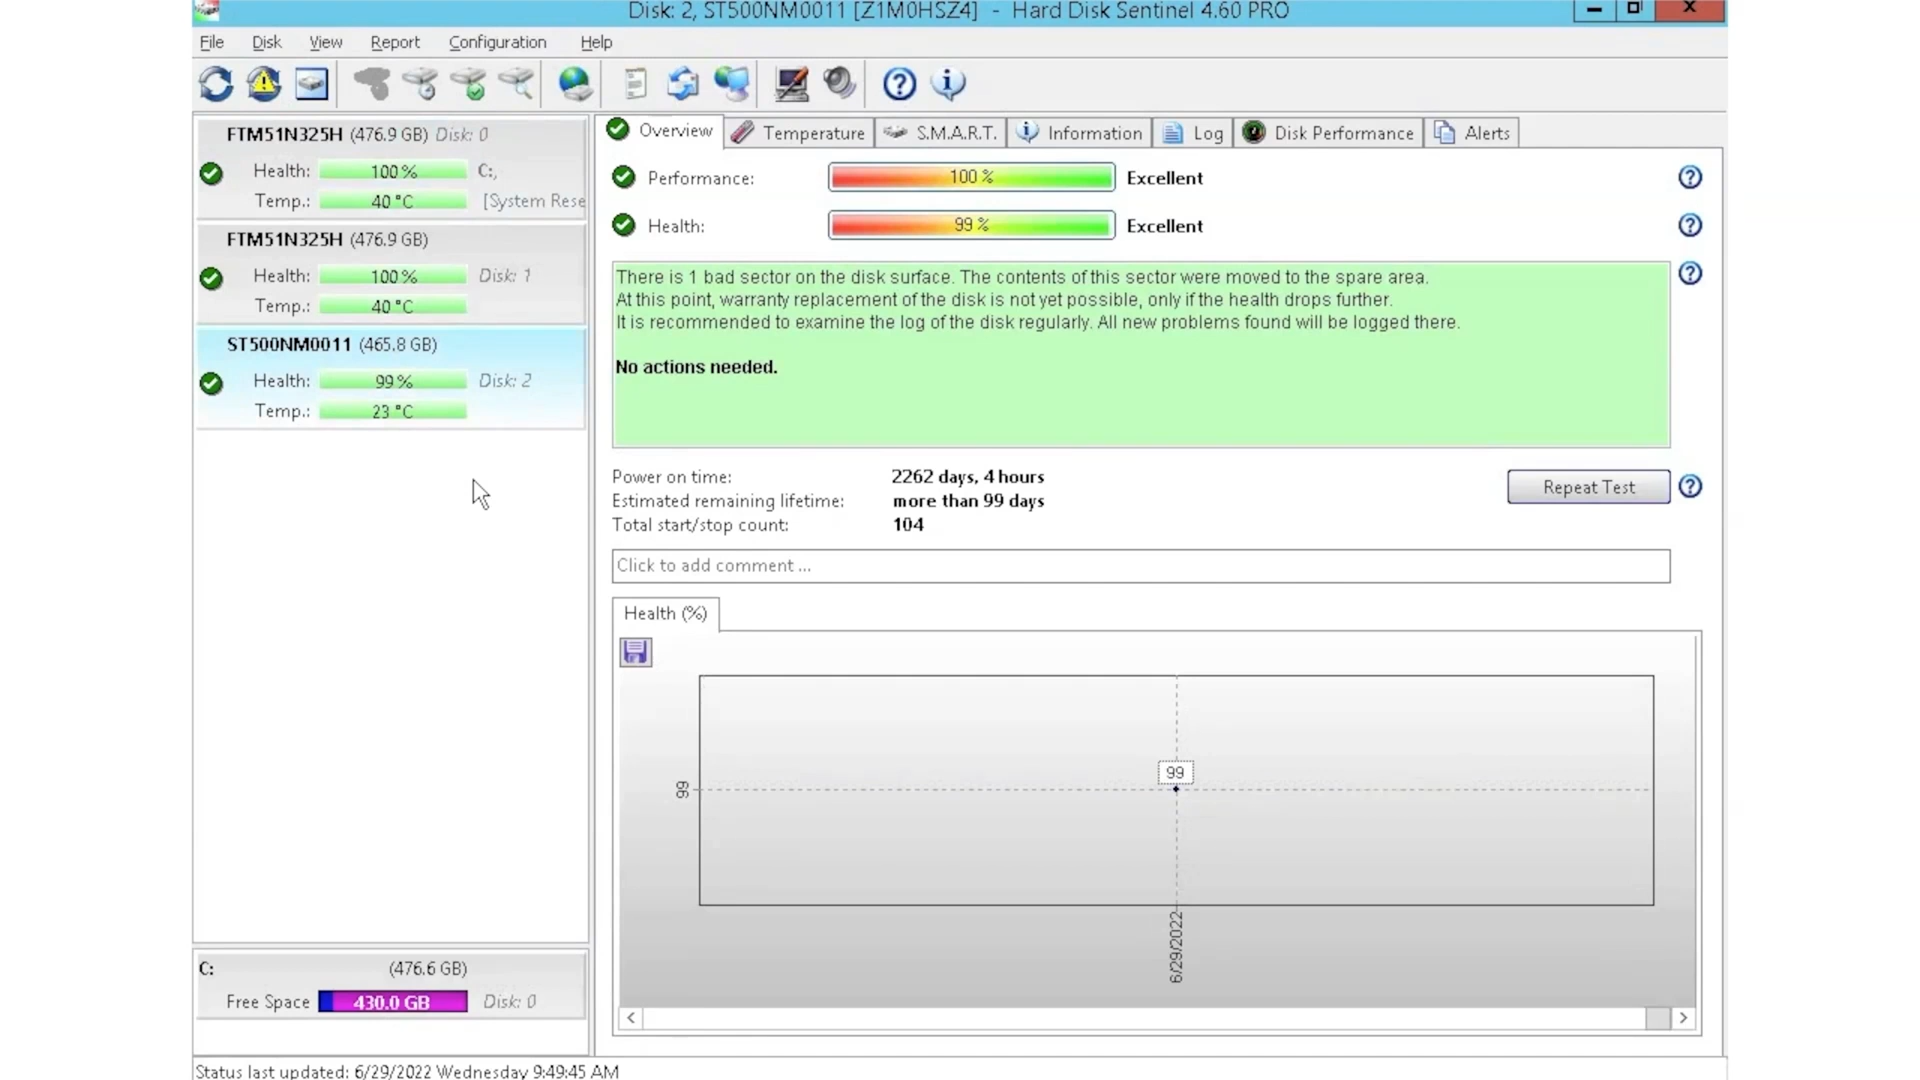 Disk: 2, ST500NM0011 [Z1M0HSZ4] - Hard Disk Sentinel 4.60 PRO
File Disk View Report Configuration Help
FTM51N325H (476.9 GB) Disk: 0
Health: 100 % C:,
Temp.: 40 °C [System Rese
FTM51N325H (476.9 GB)
Health: 100 % Disk: 1
Temp.: 40 °C
ST500NM0011 (465.8 GB)
Health: 99 % Disk: 2
Temp.: 23 °C
C: (476.6 GB)
Free Space 430.0 GB Disk: 0
Overview Temperature S.M.A.R.T. Information Log Disk Performance Alerts
Performance: 100 % Excellent
Health: 99 % Excellent
There is 1 bad sector on the disk surface. The contents of this sector were moved to the spare area.
At this point, warranty replacement of the disk is not yet possible, only if the health drops further.
It is recommended to examine the log of the disk regularly. All new problems found will be logged there.
No actions needed.
Power on time: 2262 days, 4 hours
Estimated remaining lifetime: more than 99 days
Total start/stop count: 104
Repeat Test
Click to add comment ...
Health (%)
99
99
6/29/2022
Status last updated: 6/29/2022 Wednesday 9:49:45 AM